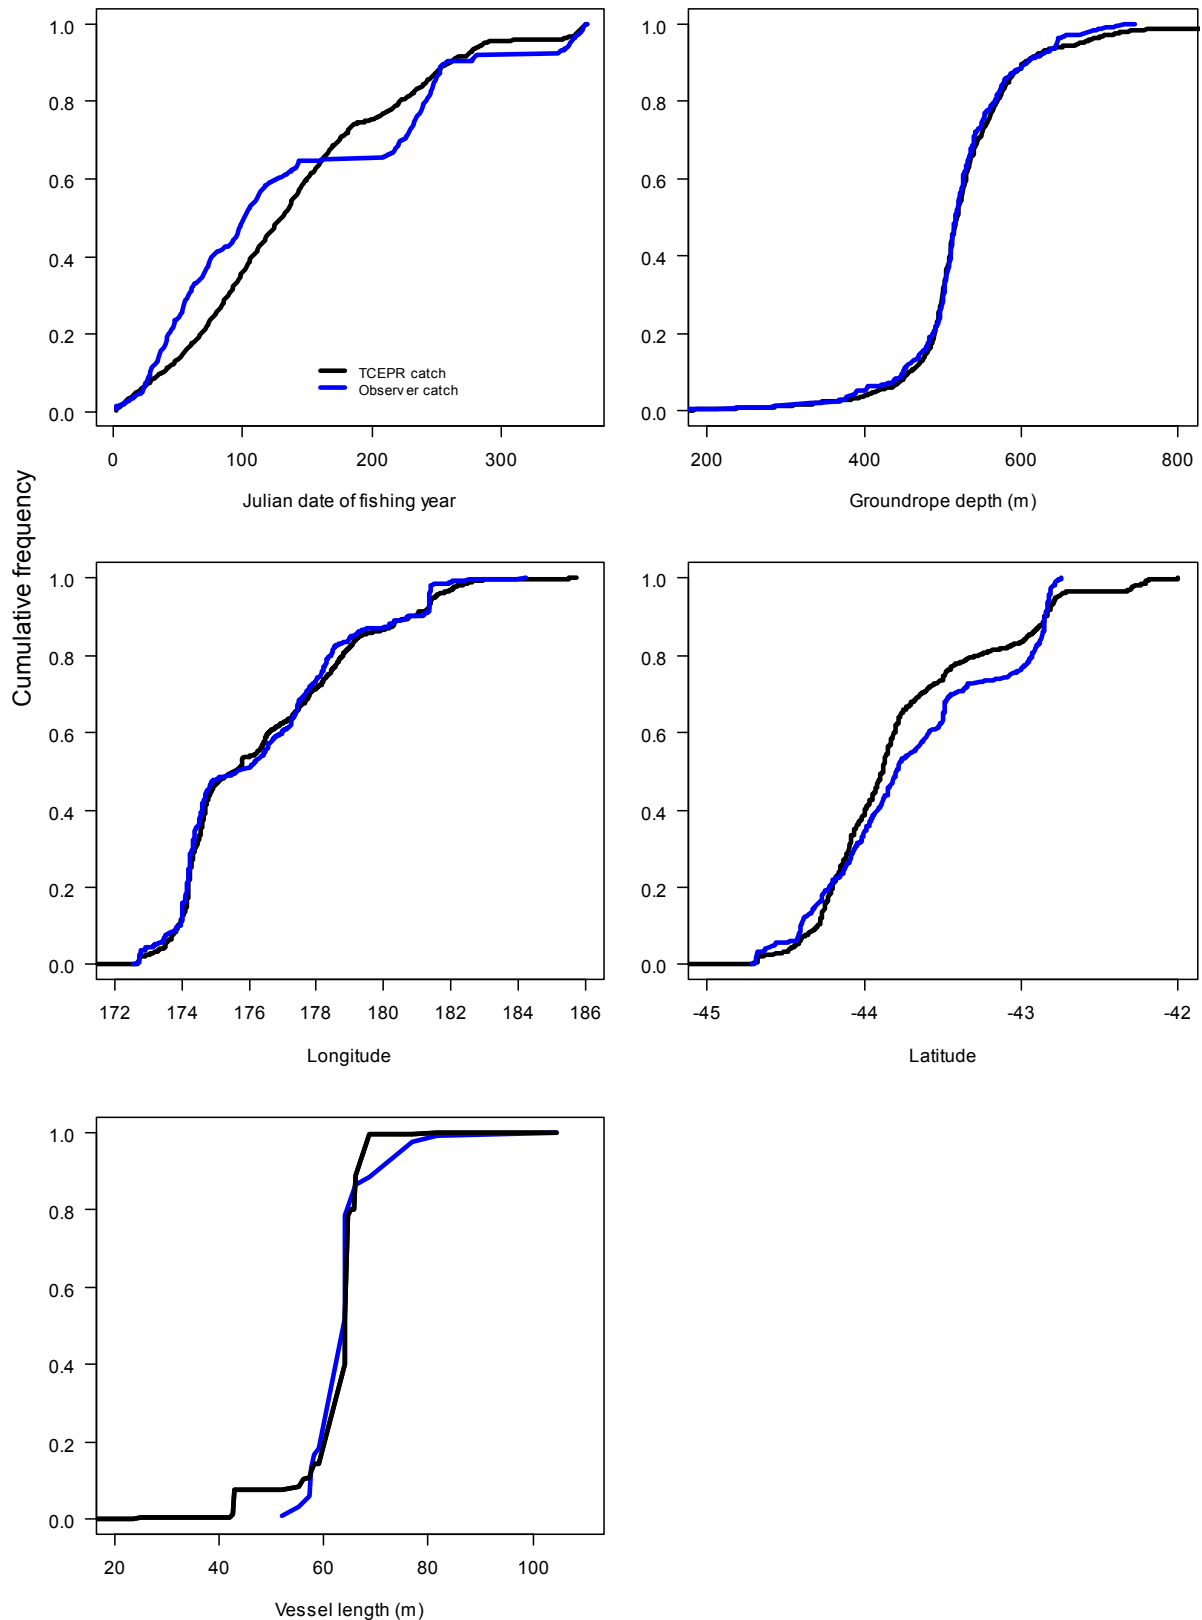 1.0
0.8
0.6
0.4
0.2
0.0
TCEPR catch
Observer catch
0 100 200 300
Julian date of fishing year
1.0
0.8
0.6
0.4
0.2
0.0
200 400 600 800
Groundrope depth (m)
Cumulative frequency
1.0
0.8
0.6
0.4
0.2
0.0
172 174 176 178 180 182 184 186
Longitude
1.0
0.8
0.6
0.4
0.2
0.0
-45 -44 -43 -42
Latitude
1.0
0.8
0.6
0.4
0.2
0.0
20 40 60 80 100
Vessel length (m)